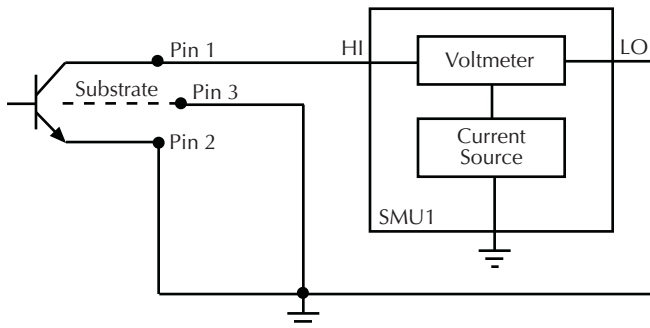 Pin 1
HI
Voltmeter
LO
Substrate
Pin 3
Pin 2
Current
Source
SMU1